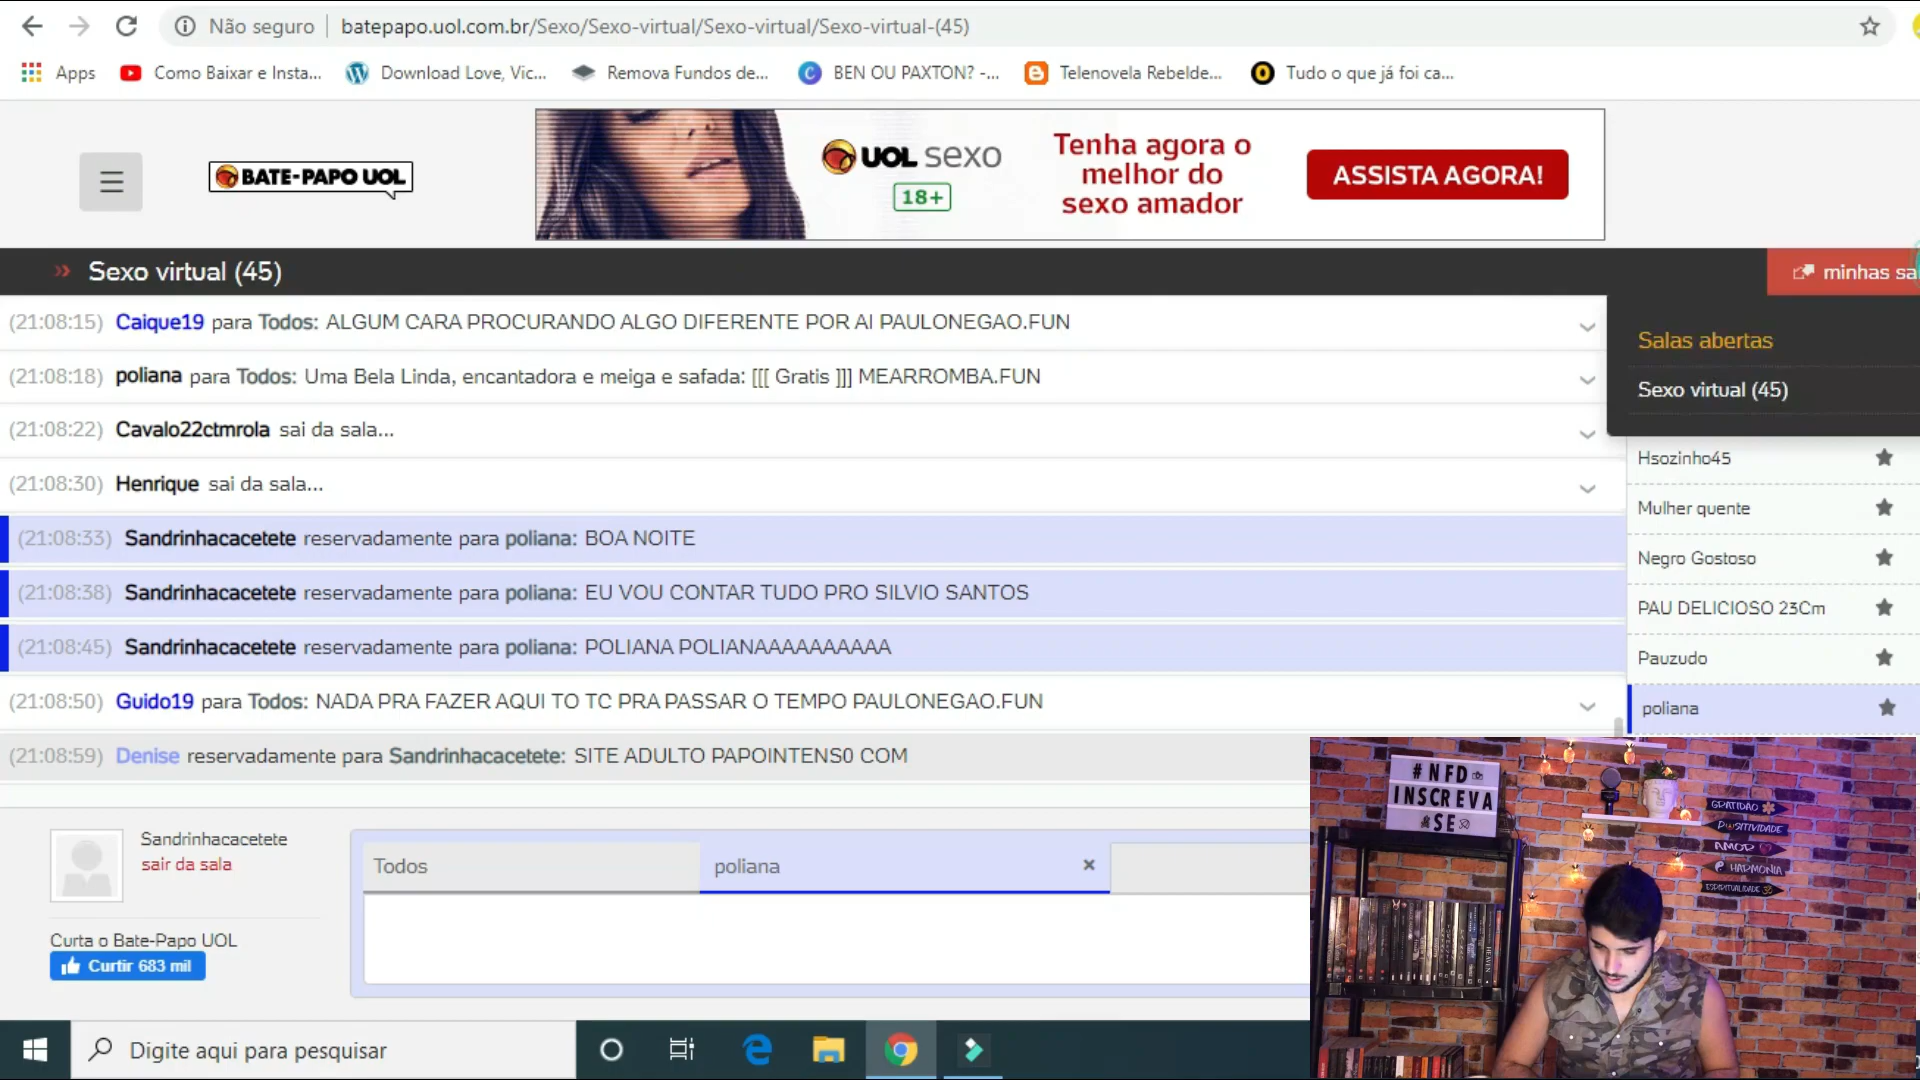 Não seguro
batepapo.uol.com.br/Sexo/Sexo-virtual/Sexo-virtual/Sexo-virtual-(45)
Apps
Como Baixar e Insta...
Download Love, Vic...
Remova Fundos de...
BEN OU PAXTON? -...
Telenovela Rebelde...
Tudo o que já foi ca...
BATE-PAPO UOL
UOL sexo
18+
Tenha agora o
melhor do
sexo amador
ASSISTA AGORA!
Sexo virtual (45)
minhas sa
(21:08:15) Caique19 para Todos: ALGUM CARA PROCURANDO ALGO DIFERENTE POR AI PAULONEGAO.FUN
(21:08:18) poliana para Todos: Uma Bela Linda, encantadora e meiga e safada: [[[ Gratis ]]] MEARROMBA.FUN
(21:08:22) Cavalo22ctmrola sai da sala...
(21:08:30) Henrique sai da sala...
(21:08:33) Sandrinhacacetete reservadamente para poliana: BOA NOITE
(21:08:38) Sandrinhacacetete reservadamente para poliana: EU VOU CONTAR TUDO PRO SILVIO SANTOS
(21:08:45) Sandrinhacacetete reservadamente para poliana: POLIANA POLIANAAAAAAAAAAA
(21:08:50) Guido19 para Todos: NADA PRA FAZER AQUI TO TC PRA PASSAR O TEMPO PAULONEGAO.FUN
(21:08:59) Denise reservadamente para Sandrinhacacetete: SITE ADULTO PAPOINTENS0 COM
Salas abertas
Sexo virtual (45)
Hsozinho45
Mulher quente
Negro Gostoso
PAU DELICIOSO 23Cm
Pauzudo
poliana
Sandrinhacacetete
sair da sala
Curta o Bate-Papo UOL
Curtir 683 mil
Todos
poliana
#NFD
INSCREVA
SE
GRATIDÃO
POSITIVIDADE
AMOR
HARMONIA
ESPIRITUALIDADE
HEAVEN
Digite aqui para pesquisar